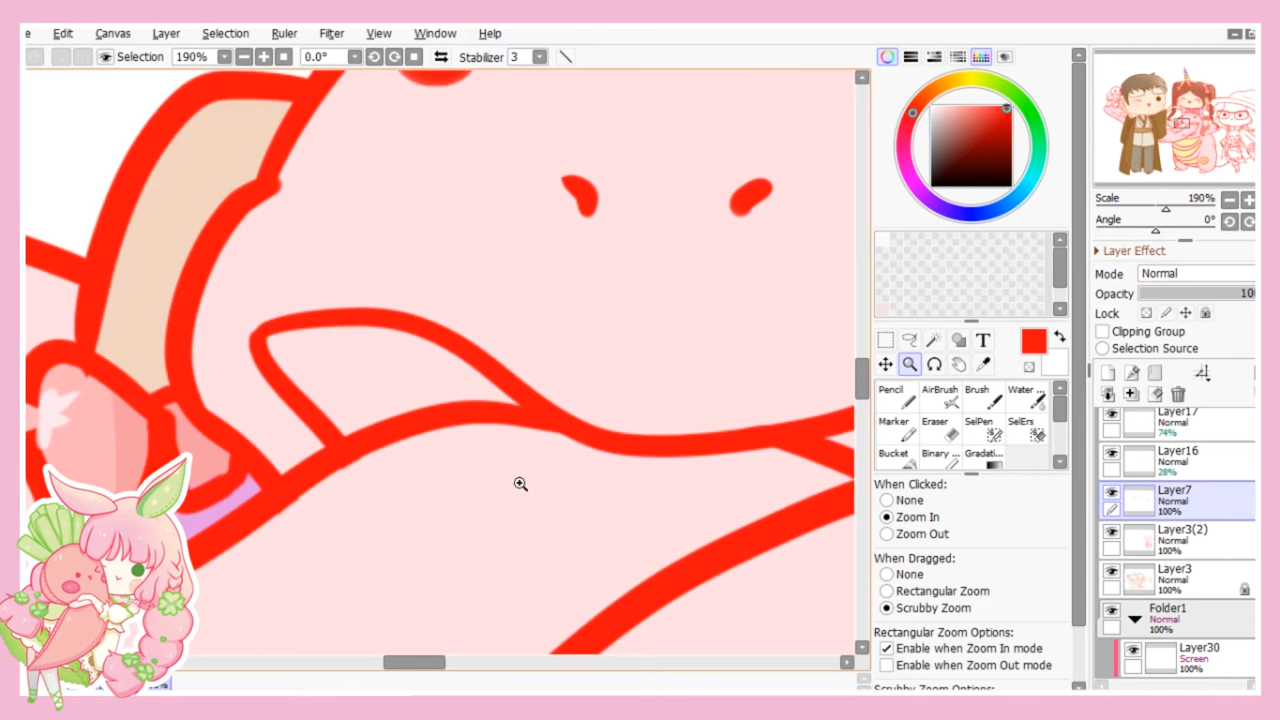 e Edit Canvas Layer Selection Ruler Filter View Window Help
Selection 190% 0.0° Stabilizer 3
Scale 190%
Angle 0°
Layer Effect
Mode Normal
Opacity 10
Lock
Clipping Group
Selection Source
T
Pencil AirBrush Brush Water ...
Marker Eraser SelPen SelErs
Bucket Binary ... Gradati...
When Clicked:
None
Zoom In
Zoom Out
When Dragged:
None
Rectangular Zoom
Scrubby Zoom
Rectangular Zoom Options:
Enable when Zoom In mode
Enable when Zoom Out mode
Scrubby Zoom Options:
Layer17
74%
Layer16
Normal
28%
Layer7
Normal
100%
Layer3(2)
Normal
100%
Layer3
Normal
100%
Folder1
Normal
100%
Layer30
Screen
100%